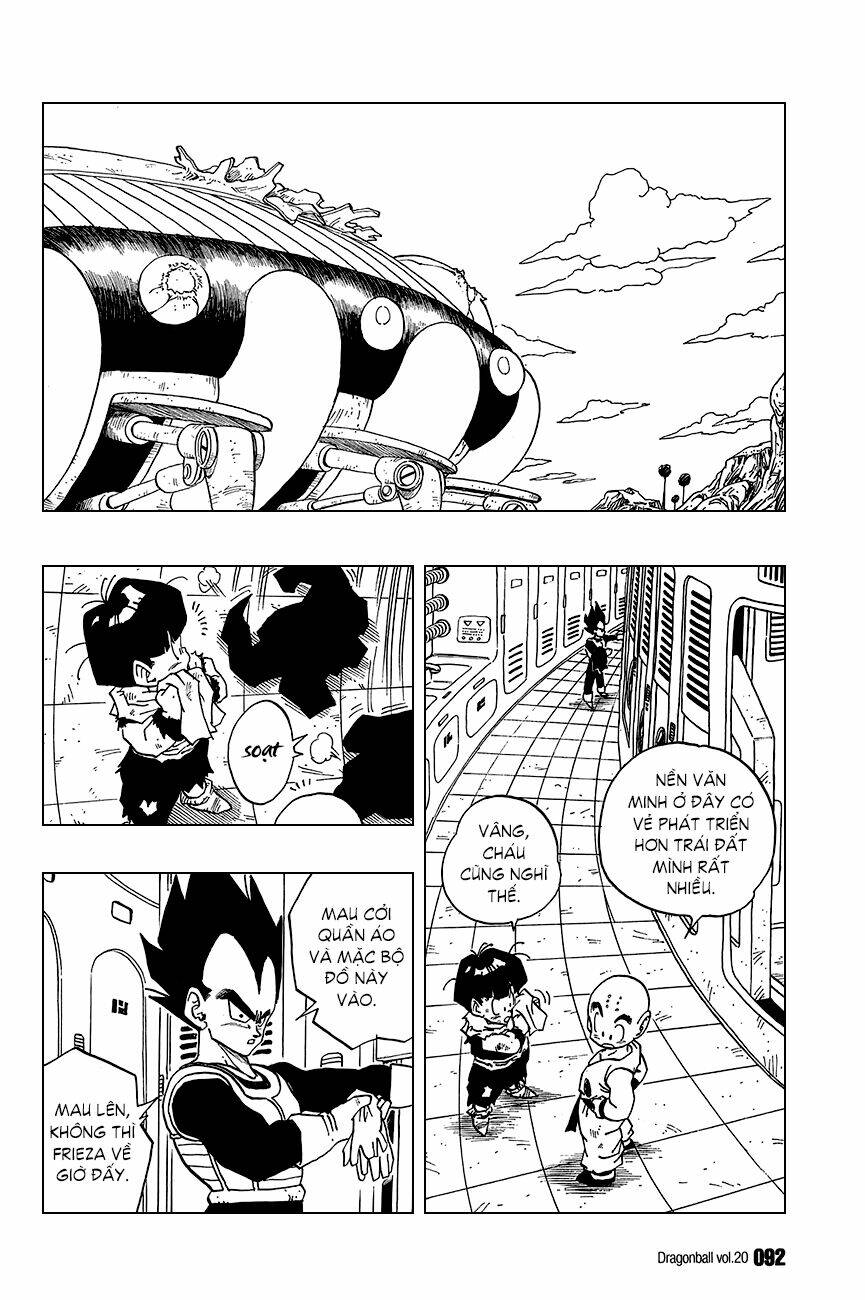 NỀN VĂN
MINH Ở ĐÂY CÓ
VẺ PHÁT TRIỂN
HƠN TRÁI ĐẤT
MÌNH RẤT
NHIỀU.
VÂNG,
CHÁU
CŨNG NGHĨ
THẾ.
soạt
MAU CỞI
QUẦN ÁO
VÀ MẶC BỘ
ĐỒ NÀY
VÀO.
MAU LÊN,
KHÔNG THÌ
FRIEZA VỀ
GIỜ ĐẤY.
Dragonball vol.20 092